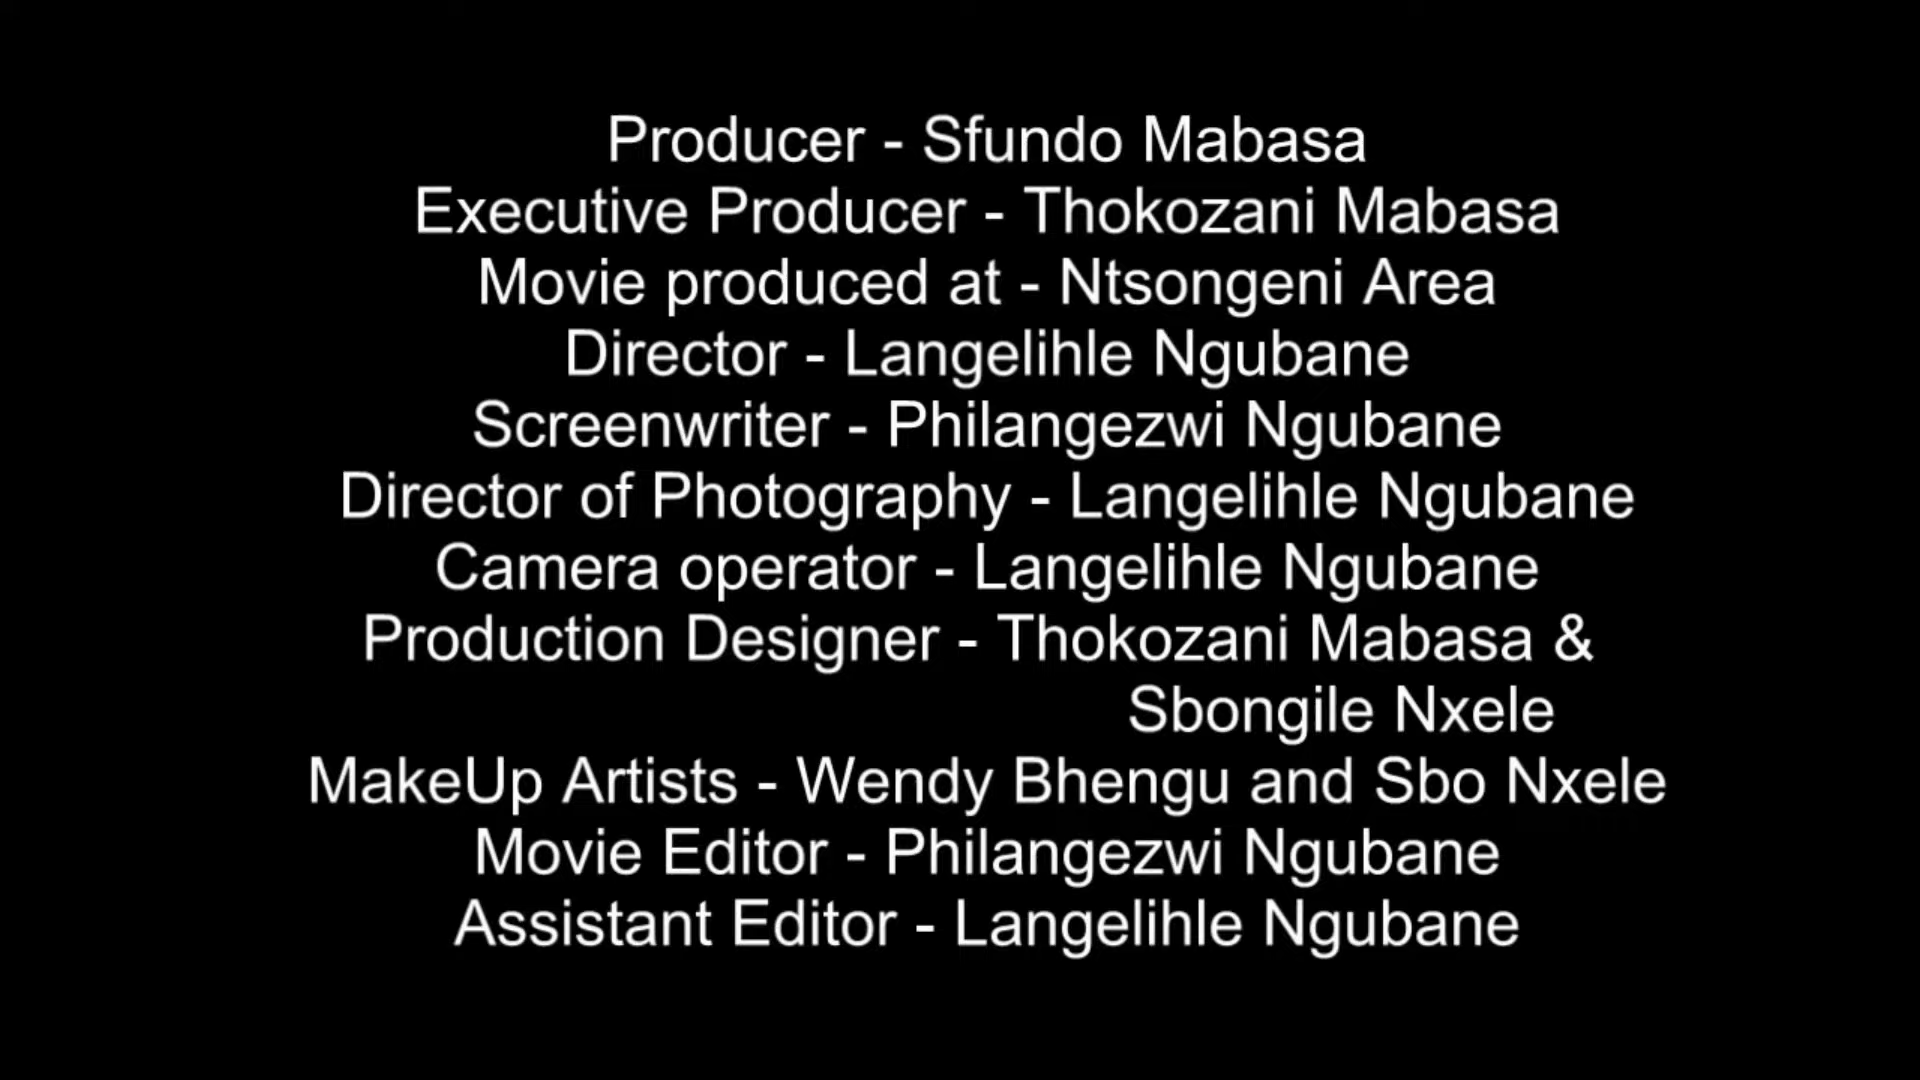 Producer - Sfundo Mabasa
Executive Producer - Thokozani Mabasa
Movie produced at - Ntsongeni Area
Director - Langelihle Ngubane
Screenwriter - Philangezwi Ngubane
Director of Photography - Langelihle Ngubane
Camera operator - Langelihle Ngubane
Production Designer - Thokozani Mabasa &
Sbongile Nxele
MakeUp Artists - Wendy Bhengu and Sbo Nxele
Movie Editor - Philangezwi Ngubane
Assistant Editor - Langelihle Ngubane